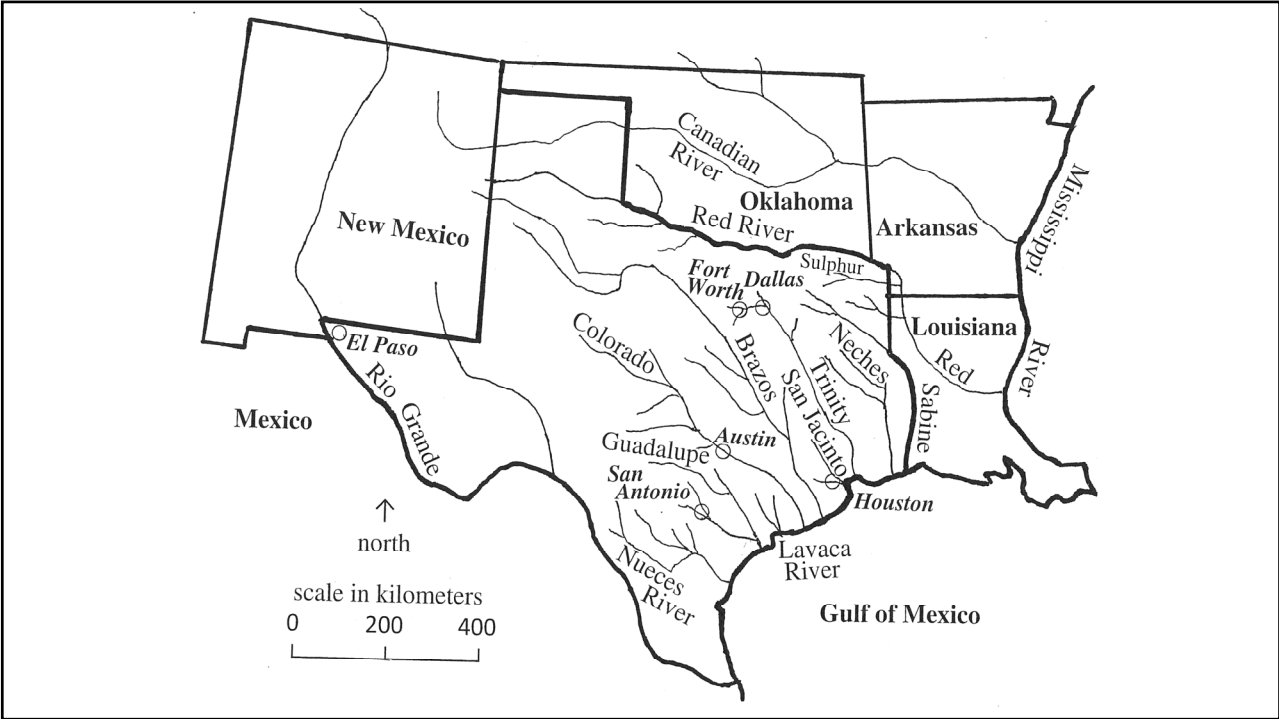 Canadian
River
Mississippi
River
Oklahoma
Arkansas
Red River
New Mexico
Sulphur
Fort
Worth
Dallas
Louisiana
El Paso
Colorado
Brazos
Neches
Trinity
San Jacinto
Red
Sabine
Rio Grande
Mexico
Guadalupe
Austin
San
Antonio
Houston
north
Lavaca
River
Nueces
River
Gulf of Mexico
scale in kilometers
0 200 400